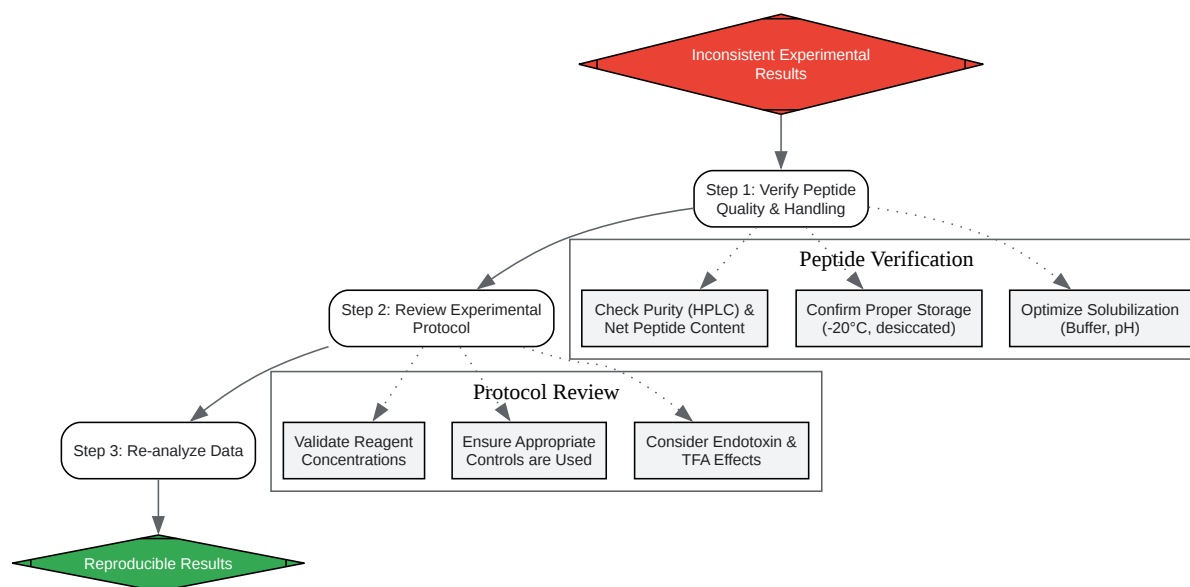 Inconsistent Experimental
Results
Step 1: Verify Peptide
Quality & Handling
Peptide Verification
Check Purity (HPLC) &
Net Peptide Content
Confirm Proper Storage
(-20°C, desiccated)
Optimize Solubilization
(Buffer, pH)
Step 2: Review Experimental
Protocol
Protocol Review
Validate Reagent
Concentrations
Ensure Appropriate
Controls are Used
Consider Endotoxin &
TFA Effects
Step 3: Re-analyze Data
Reproducible Results